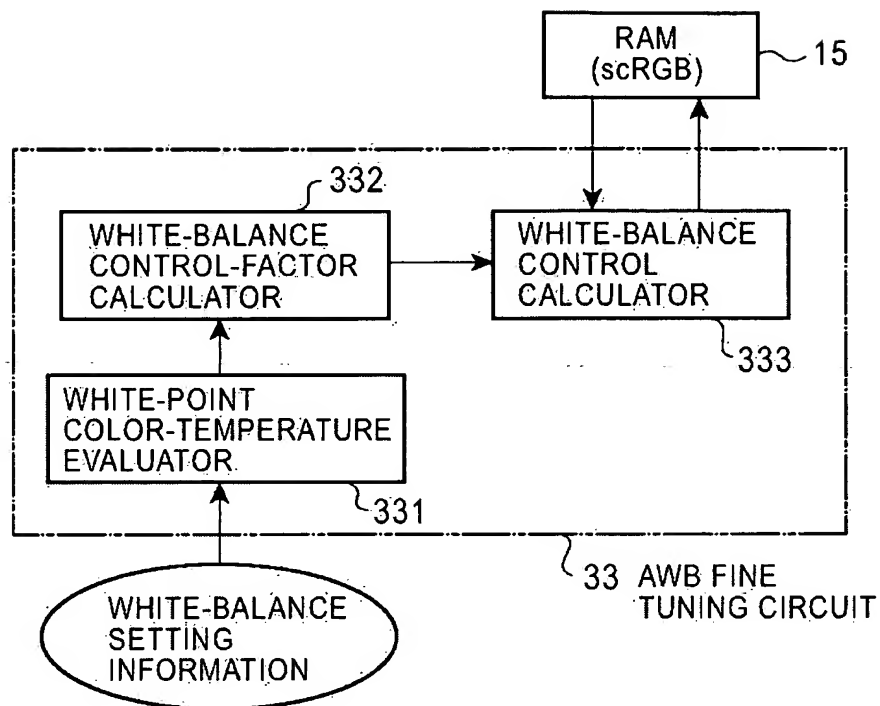 RAM
(scRGB)
15
332
WHITE-BALANCE
CONTROL-FACTOR
CALCULATOR
WHITE-BALANCE
CONTROL
CALCULATOR
333
WHITE-POINT
COLOR-TEMPERATURE
EVALUATOR
331
33 AWB FINE
TUNING CIRCUIT
WHITE-BALANCE
SETTING
INFORMATION